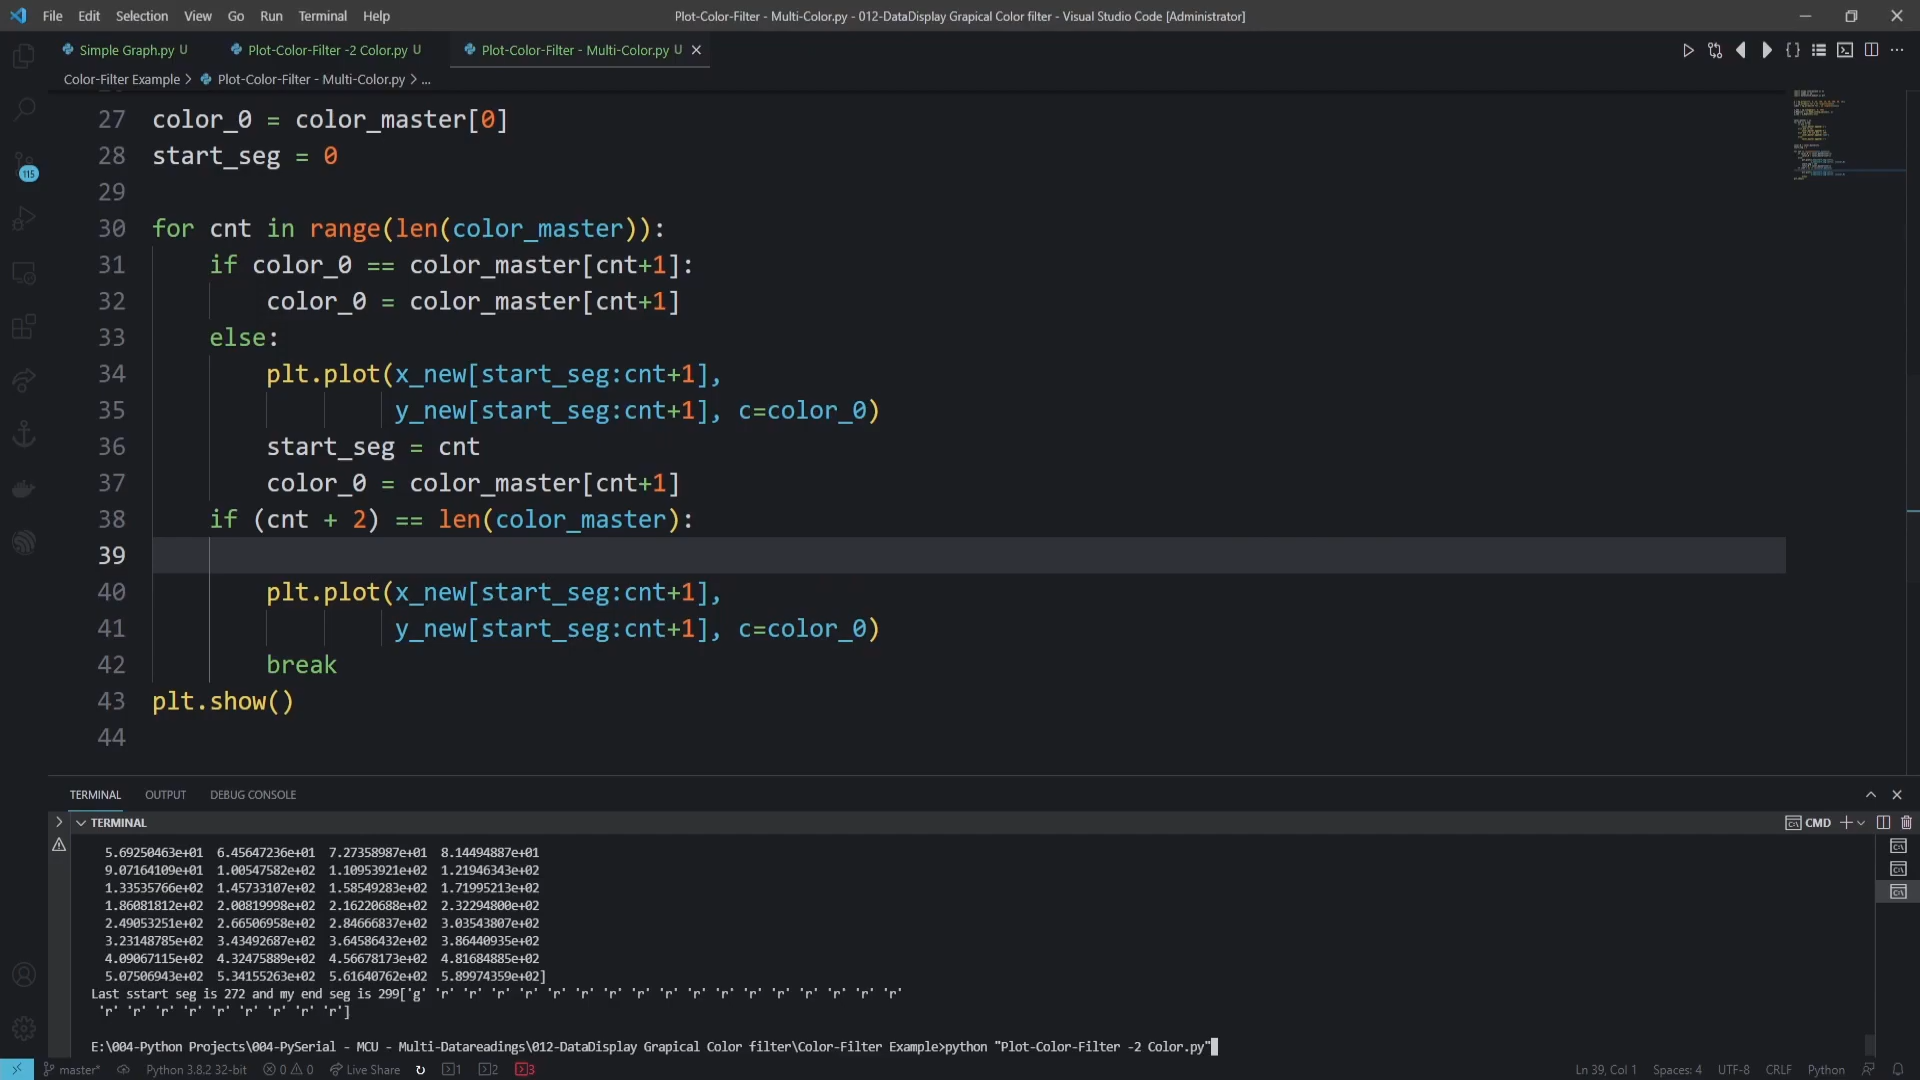 File Edit Selection View Go Run Terminal Help
Plot-Color-Filter - Multi-Color.py - 012-DataDisplay Grapical Color filter - Visual Studio Code [Administrator]
Simple Graph.py U
Plot-Color-Filter -2 Color.py U
Plot-Color-Filter - Multi-Color.py U
Color-Filter Example > Plot-Color-Filter - Multi-Color.py > ...
115
27 color_0 = color_master[0]
28 start_seg = 0
29
30 for cnt in range(len(color_master)):
31 if color_0 == color_master[cnt+1]:
32 color_0 = color_master[cnt+1]
33 else:
34 plt.plot(x_new[start_seg:cnt+1],
35 y_new[start_seg:cnt+1], c=color_0)
36 start_seg = cnt
37 color_0 = color_master[cnt+1]
38 if (cnt + 2) == len(color_master):
39
40 plt.plot(x_new[start_seg:cnt+1],
41 y_new[start_seg:cnt+1], c=color_0)
42 break
43 plt.show()
44
TERMINAL OUTPUT DEBUG CONSOLE
TERMINAL
CMD
5.69250463e+01 6.45647236e+01 7.27358987e+01 8.14494887e+01
9.07164109e+01 1.00547582e+02 1.10953921e+02 1.21946343e+02
1.33535766e+02 1.45733107e+02 1.58549283e+02 1.71995213e+02
1.86081812e+02 2.00819998e+02 2.16220688e+02 2.32294800e+02
2.49053251e+02 2.66506958e+02 2.84666837e+02 3.03543807e+02
3.23148785e+02 3.43492687e+02 3.64586432e+02 3.86440935e+02
4.09067115e+02 4.32475889e+02 4.56678173e+02 4.81684885e+02
5.07506943e+02 5.34155263e+02 5.61640762e+02 5.89974359e+02]
Last sstart seg is 272 and my end seg is 299['g' 'r' 'r' 'r' 'r' 'r' 'r' 'r' 'r' 'r' 'r' 'r' 'r' 'r' 'r' 'r' 'r' 'r'
'r' 'r' 'r' 'r' 'r' 'r' 'r' 'r' 'r']
E:\004-Python Projects\004-PySerial - MCU - Multi-Datareadings\012-DataDisplay Grapical Color filter\Color-Filter Example>python "Plot-Color-Filter -2 Color.py"
master* Python 3.8.2 32-bit 0 0 Live Share 1 2 3
Ln 39, Col 1 Spaces: 4 UTF-8 CRLF Python